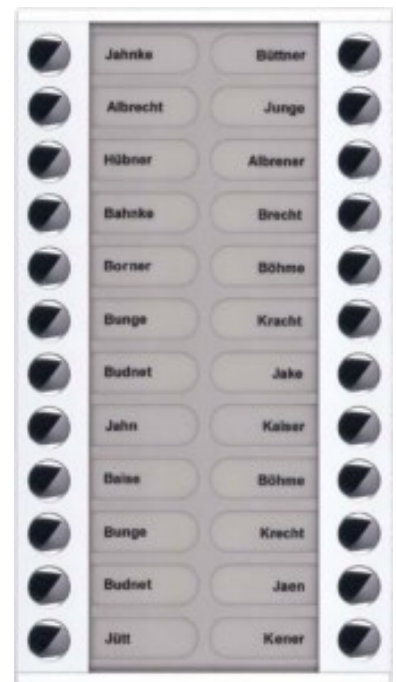 Jahnke Büttner
Albrecht Junge
Hübner Albrener
Bahnke Brecht
Borner Böhme
Bunge Kracht
Budnet Jake
Jahn Kaiser
Baise Böhme
Bunge Krecht
Budnet Jaen
Jütt Kener